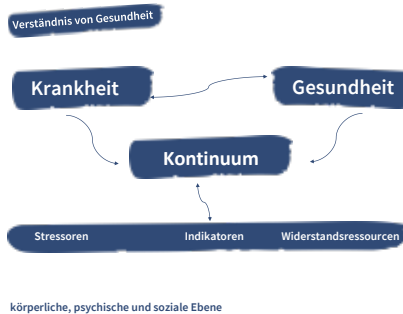 Verständnis von Gesundheit
Krankheit
Gesundheit
Kontinuum
Stressoren
Indikatoren
Widerstandsressourcen
körperliche, psychische und soziale Ebene